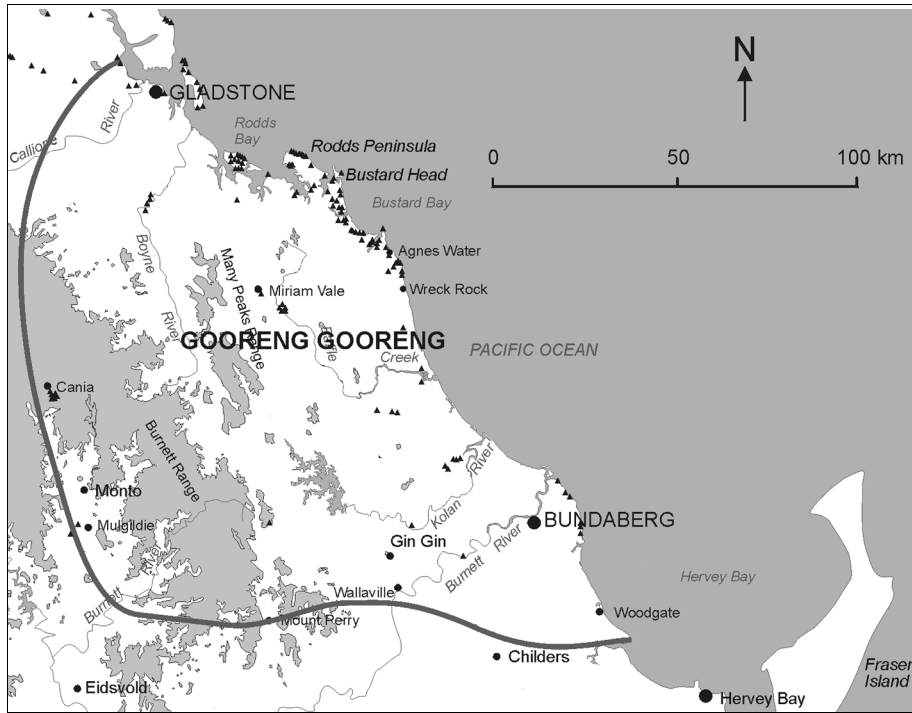 N
GLADSTONE
Calliope
River
Rodds
Bay
Rodds Peninsula
0 50 100 km
Bustard Head
Bustard Bay
Agnes Water
Boyne
River
Many Peaks Range
Miriam Vale
Wreck Rock
GOORENG GOORENG
Creek
PACIFIC OCEAN
Cania
Burnett Range
Monto
Mulgildie
Kolan
River
BUNDABERG
Gin Gin
Burnett
River
Hervey Bay
Wallaville
Burnett
River
Mount Perry
Woodgate
Childers
Eidsvold
Fraser
Island
Hervey Bay